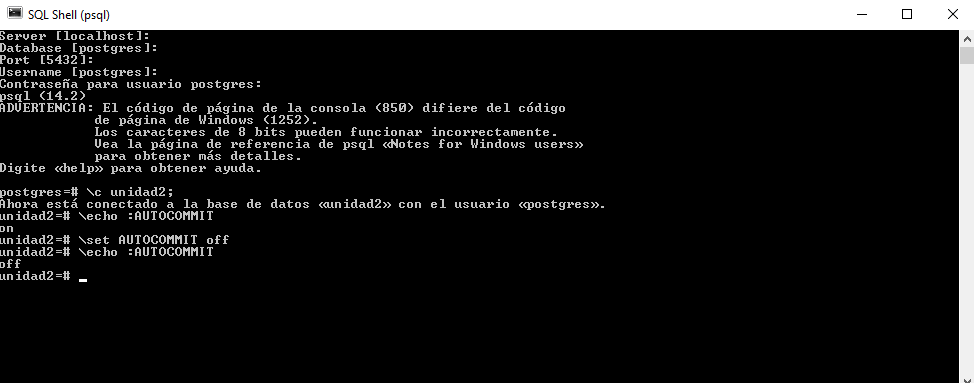 SQL Shell (psql)
Server [localhost]:
Database [postgres]:
Port [5432]:
Username [postgres]:
Contraseña para usuario postgres:
psql (14.2)
ADVERTENCIA: El código de página de la consola (850) difiere del código
de página de Windows (1252).
Los caracteres de 8 bits pueden funcionar incorrectamente.
Vea la página de referencia de psql «Notes for Windows users»
para obtener más detalles.
Digite «help» para obtener ayuda.
postgres=# \c unidad2;
Ahora está conectado a la base de datos «unidad2» con el usuario «postgres».
unidad2=# \echo :AUTOCOMMIT
on
unidad2=# \set AUTOCOMMIT off
unidad2=# \echo :AUTOCOMMIT
off
unidad2=#